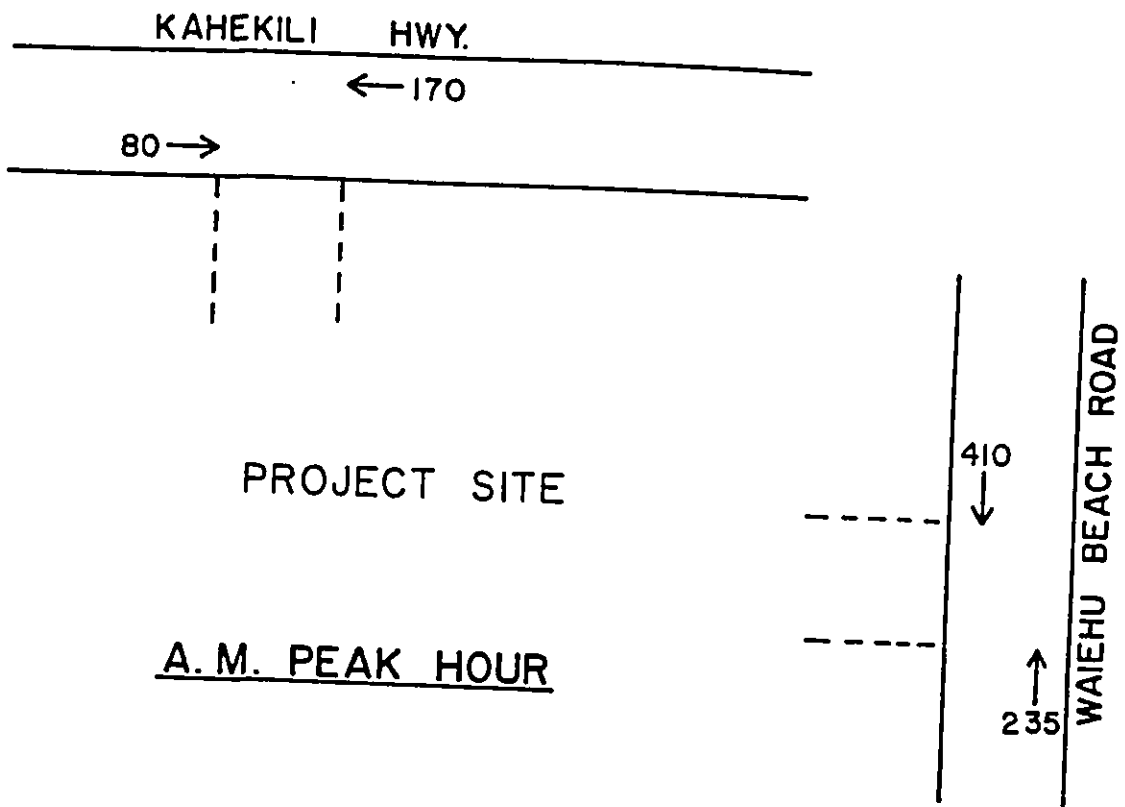 KAHEKILI HWY.
←170
80→
410
↓
PROJECT SITE
WAIEHU BEACH ROAD
A.M. PEAK HOUR
↑
235